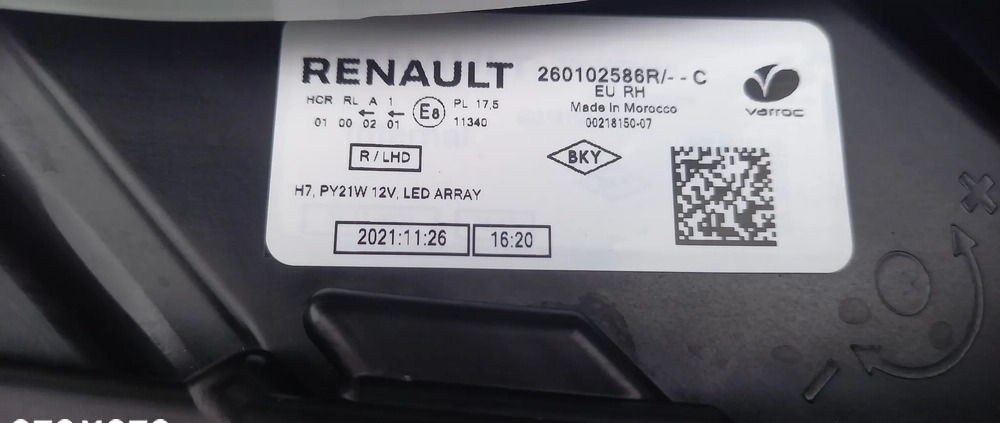 RENAULT 260102586R/--C
EU RH
Made in Morocco
00218150-07
varroc
HCR RL A 1
01 00 02 01
E8
PL 17,5
11340
R / LHD
BKY
H7, PY21W 12V, LED ARRAY
2021:11:26 16:20